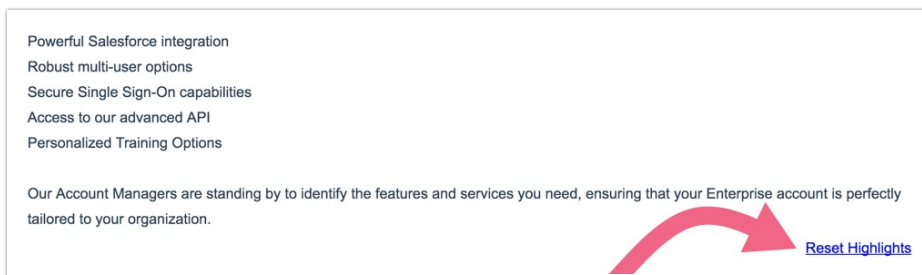 Powerful Salesforce integration
Robust multi-user options
Secure Single Sign-On capabilities
Access to our advanced API
Personalized Training Options
Our Account Managers are standing by to identify the features and services you need, ensuring that your Enterprise account is perfectly
tailored to your organization.
Reset Highlights